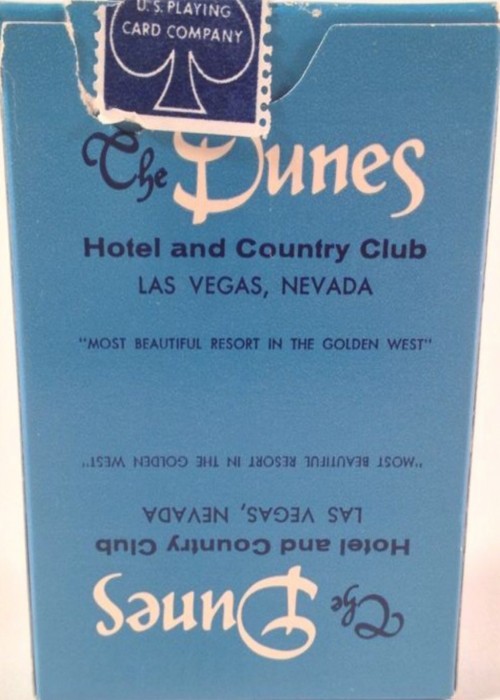 U.S. PLAYING
CARD COMPANY
The Dunes
Hotel and Country Club
LAS VEGAS, NEVADA
"MOST BEAUTIFUL RESORT IN THE GOLDEN WEST"
"MOST BEAUTIFUL RESORT IN THE GOLDEN WEST"
LAS VEGAS, NEVADA
Hotel and Country Club
The Dunes